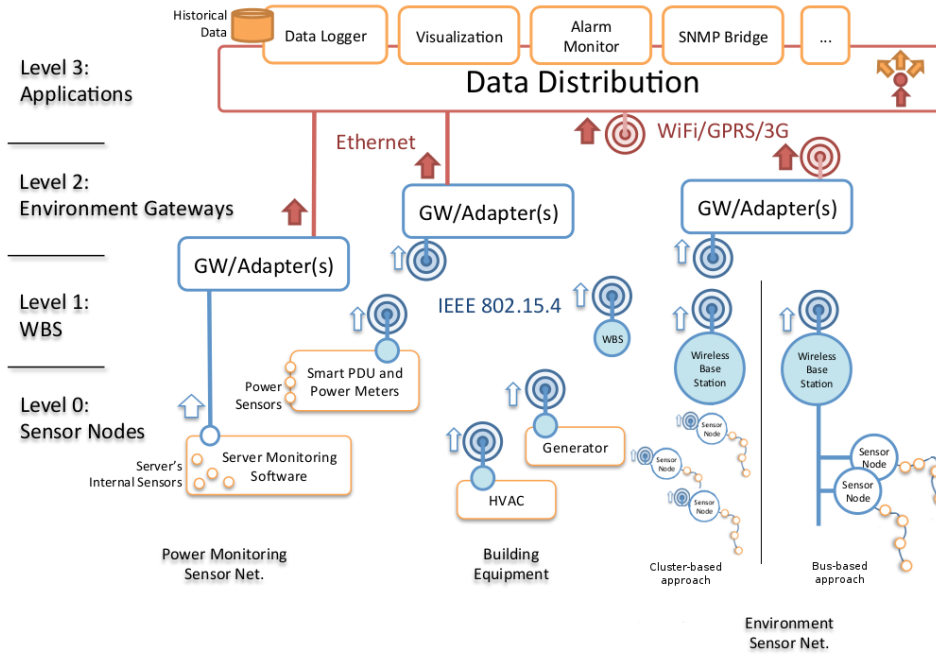 Historical
Data
Data Logger
Visualization
Alarm
Monitor
SNMP Bridge
...
Level 3:
Applications
Data Distribution
Ethernet
WiFi/GPRS/3G
Level 2:
Environment Gateways
GW/Adapter(s)
GW/Adapter(s)
GW/Adapter(s)
Level 1:
WBS
IEEE 802.15.4
WBS
Wireless
Base
Station
Wireless
Base
Station
Smart PDU and
Power Meters
Power
Sensors
Level 0:
Sensor Nodes
Server Monitoring
Software
Server's
Internal Sensors
Generator
HVAC
Sensor
Node
Sensor
Node
Sensor
Node
Sensor
Node
Sensor
Node
Power Monitoring
Sensor Net.
Building
Equipment
Cluster-based
approach
Bus-based
approach
Environment
Sensor Net.